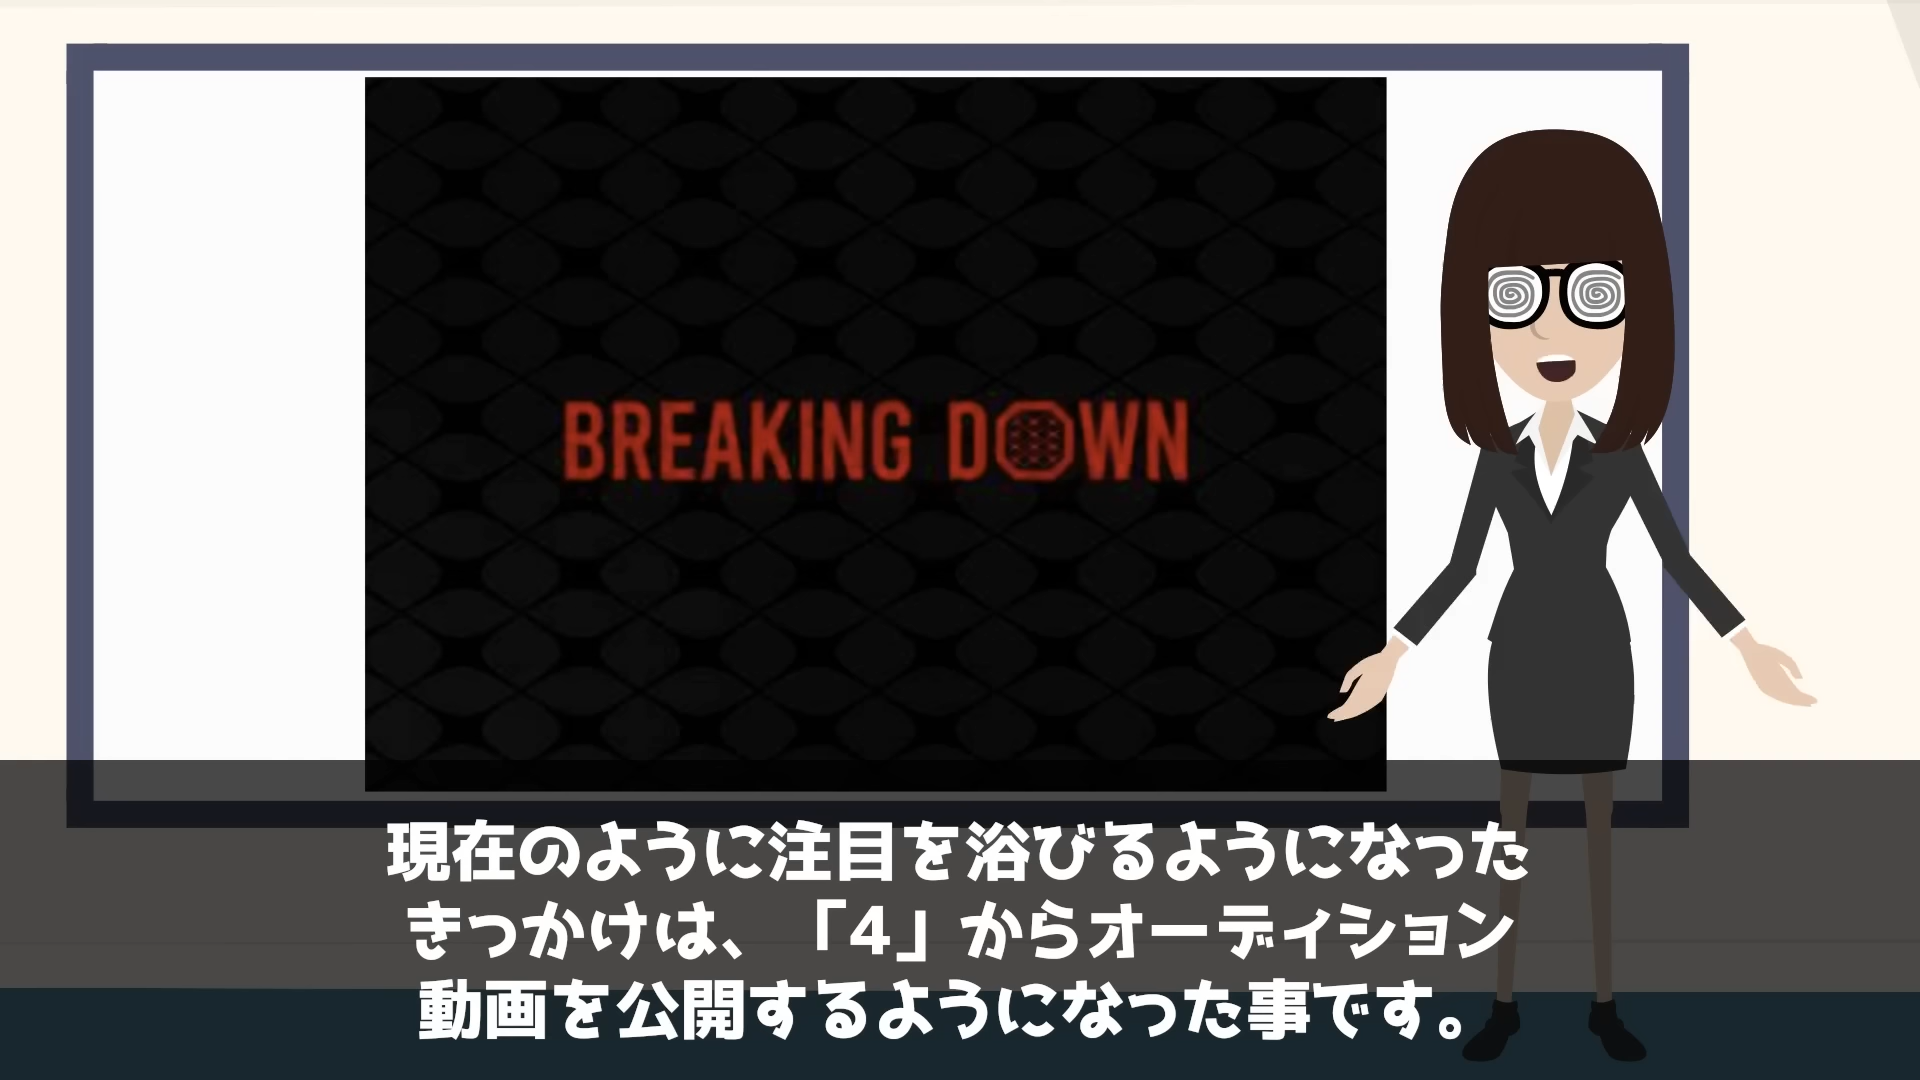 BREAKING DOWN
現在のように注目を浴びるようになった
きっかけは、「4」からオーディション
動画を公開するようになった事です。